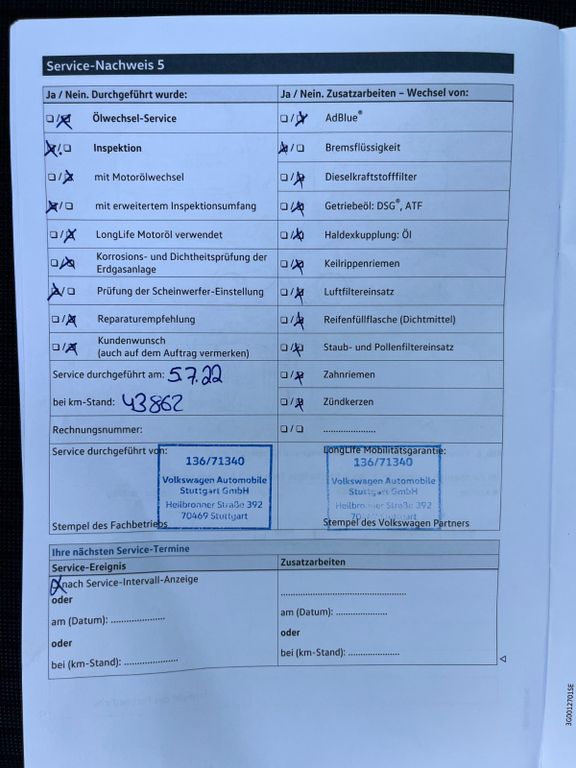 Service-Nachweis 5
Ja / Nein. Durchgeführt wurde:
☐/☒ Ölwechsel-Service
☒/☐ Inspektion
☐/☒ mit Motorölwechsel
☒/☐ mit erweitertem Inspektionsumfang
☐/☒ LongLife Motoröl verwendet
☐/☒ Korrosions- und Dichtheitsprüfung der
Erdgasanlage
☒/☐ Prüfung der Scheinwerfer-Einstellung
☐/☒ Reparaturempfehlung
☐/☒ Kundenwunsch
(auch auf dem Auftrag vermerken)
Service durchgeführt am: 5.7.22
bei km-Stand: 43862
Rechnungsnummer:
Service durchgeführt von:
136/71340
Volkswagen Automobile
Stuttgart GmbH
Heilbronner Straße 392
70469 Stuttgart
Stempel des Fachbetriebs
Ja / Nein. Zusatzarbeiten – Wechsel von:
☐/☒ AdBlue®
☒/☐ Bremsflüssigkeit
☐/☒ Dieselkraftstofffilter
☐/☒ Getriebeöl: DSG®, ATF
☐/☒ Haldexkupplung: Öl
☐/☒ Keilrippenriemen
☐/☒ Luftfiltereinsatz
☐/☒ Reifenfüllflasche (Dichtmittel)
☐/☒ Staub- und Pollenfiltereinsatz
☐/☒ Zahnriemen
☐/☒ Zündkerzen
☐/☐ .....................
LongLife Mobilitätsgarantie:
136/71340
Volkswagen Automobile
Stuttgart GmbH
Heilbronner Straße 392
70469 Stuttgart
Stempel des Volkswagen Partners
Ihre nächsten Service-Termine
Service-Ereignis
☒ nach Service-Intervall-Anzeige
oder
am (Datum): .....................
oder
bei (km-Stand): .....................
Zusatzarbeiten
..................................................
am (Datum): .....................
oder
bei (km-Stand): .....................
3G0012701SE